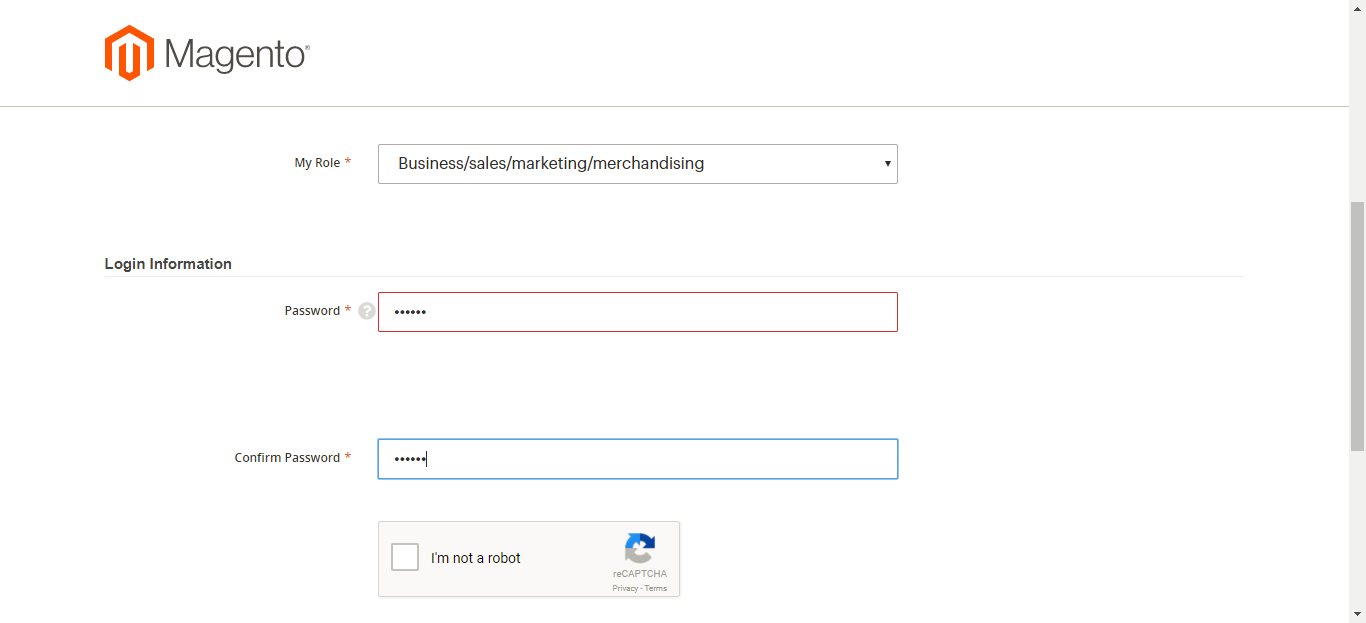 Magento®
My Role *
Business/sales/marketing/merchandising
Login Information
Password * ?
••••••
Confirm Password *
••••••
I'm not a robot
reCAPTCHA
Privacy - Terms